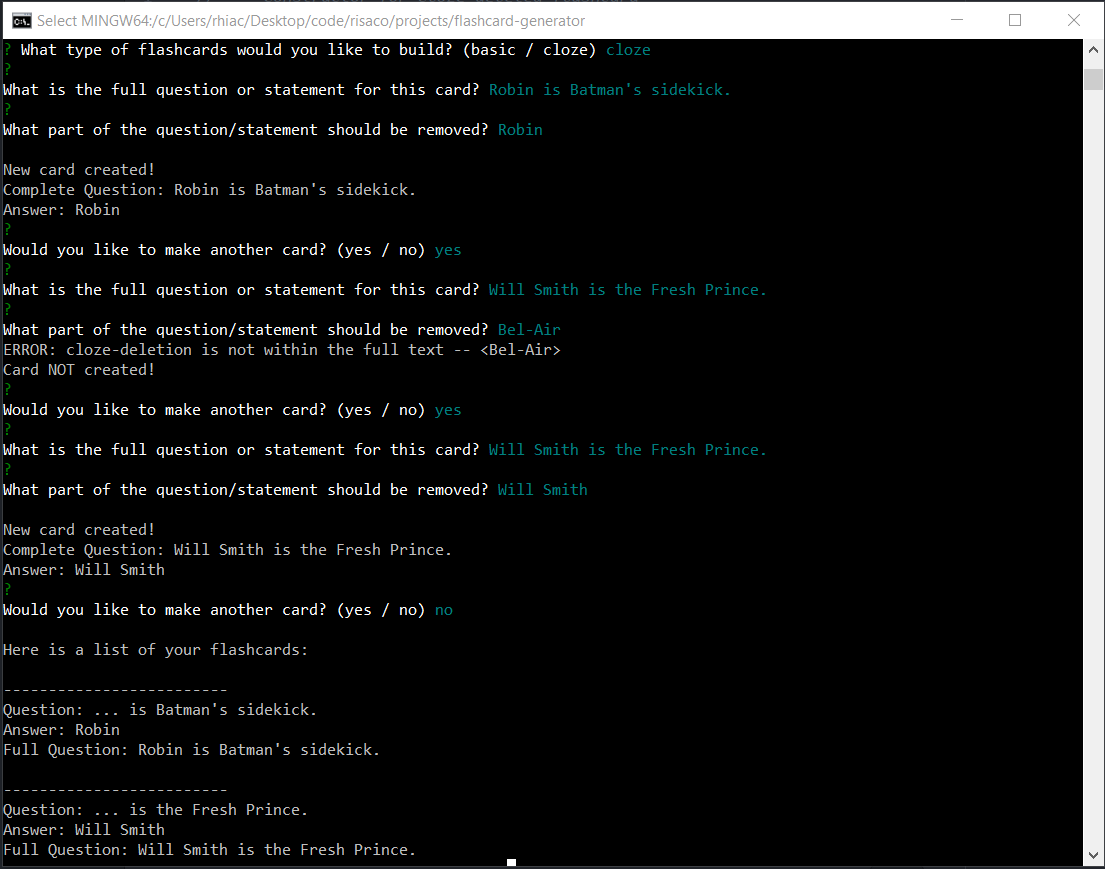 Select MINGW64:/c/Users/rhiac/Desktop/code/risaco/projects/flashcard-generator
? What type of flashcards would you like to build? (basic / cloze) cloze
?
What is the full question or statement for this card? Robin is Batman's sidekick.
?
What part of the question/statement should be removed? Robin
New card created!
Complete Question: Robin is Batman's sidekick.
Answer: Robin
?
Would you like to make another card? (yes / no) yes
?
What is the full question or statement for this card? Will Smith is the Fresh Prince.
?
What part of the question/statement should be removed? Bel-Air
ERROR: cloze-deletion is not within the full text -- <Bel-Air>
Card NOT created!
?
Would you like to make another card? (yes / no) yes
?
What is the full question or statement for this card? Will Smith is the Fresh Prince.
?
What part of the question/statement should be removed? Will Smith
New card created!
Complete Question: Will Smith is the Fresh Prince.
Answer: Will Smith
?
Would you like to make another card? (yes / no) no
Here is a list of your flashcards:
-------------------------
Question: ... is Batman's sidekick.
Answer: Robin
Full Question: Robin is Batman's sidekick.
-------------------------
Question: ... is the Fresh Prince.
Answer: Will Smith
Full Question: Will Smith is the Fresh Prince.